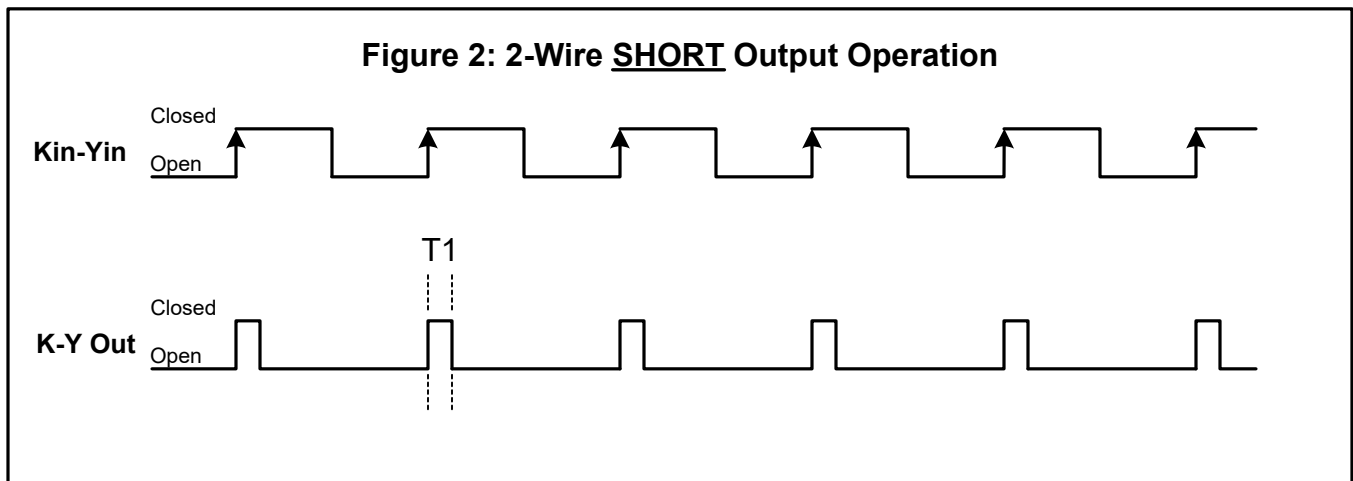 Figure 2: 2-Wire SHORT Output Operation
Closed
Kin-Yin
Open
T1
Closed
K-Y Out
Open